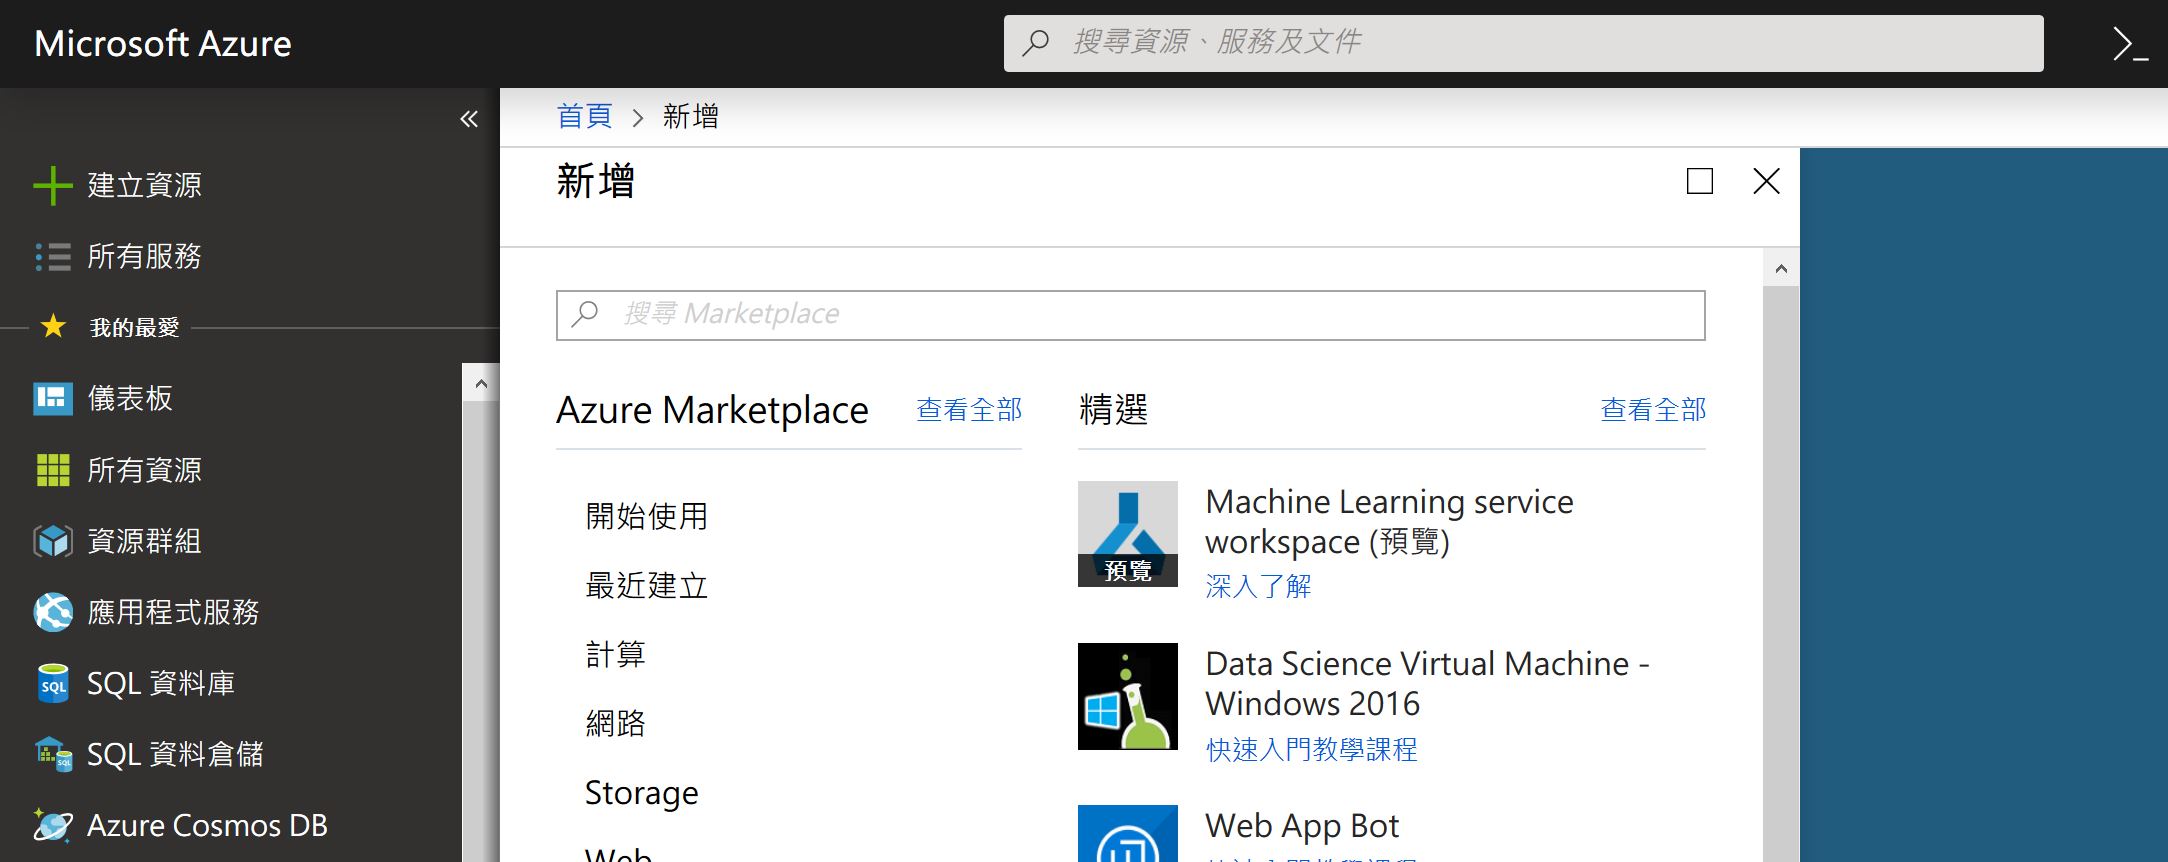 Microsoft Azure
搜尋資源、服務及文件
首頁 > 新增
建立資源
所有服務
我的最愛
儀表板
所有資源
資源群組
應用程式服務
SQL 資料庫
SQL 資料倉儲
Azure Cosmos DB
新增
搜尋 Marketplace
Azure Marketplace
查看全部
開始使用
最近建立
計算
網路
Storage
Web
精選
查看全部
預覽
Machine Learning service
workspace (預覽)
深入了解
Data Science Virtual Machine -
Windows 2016
快速入門教學課程
Web App Bot